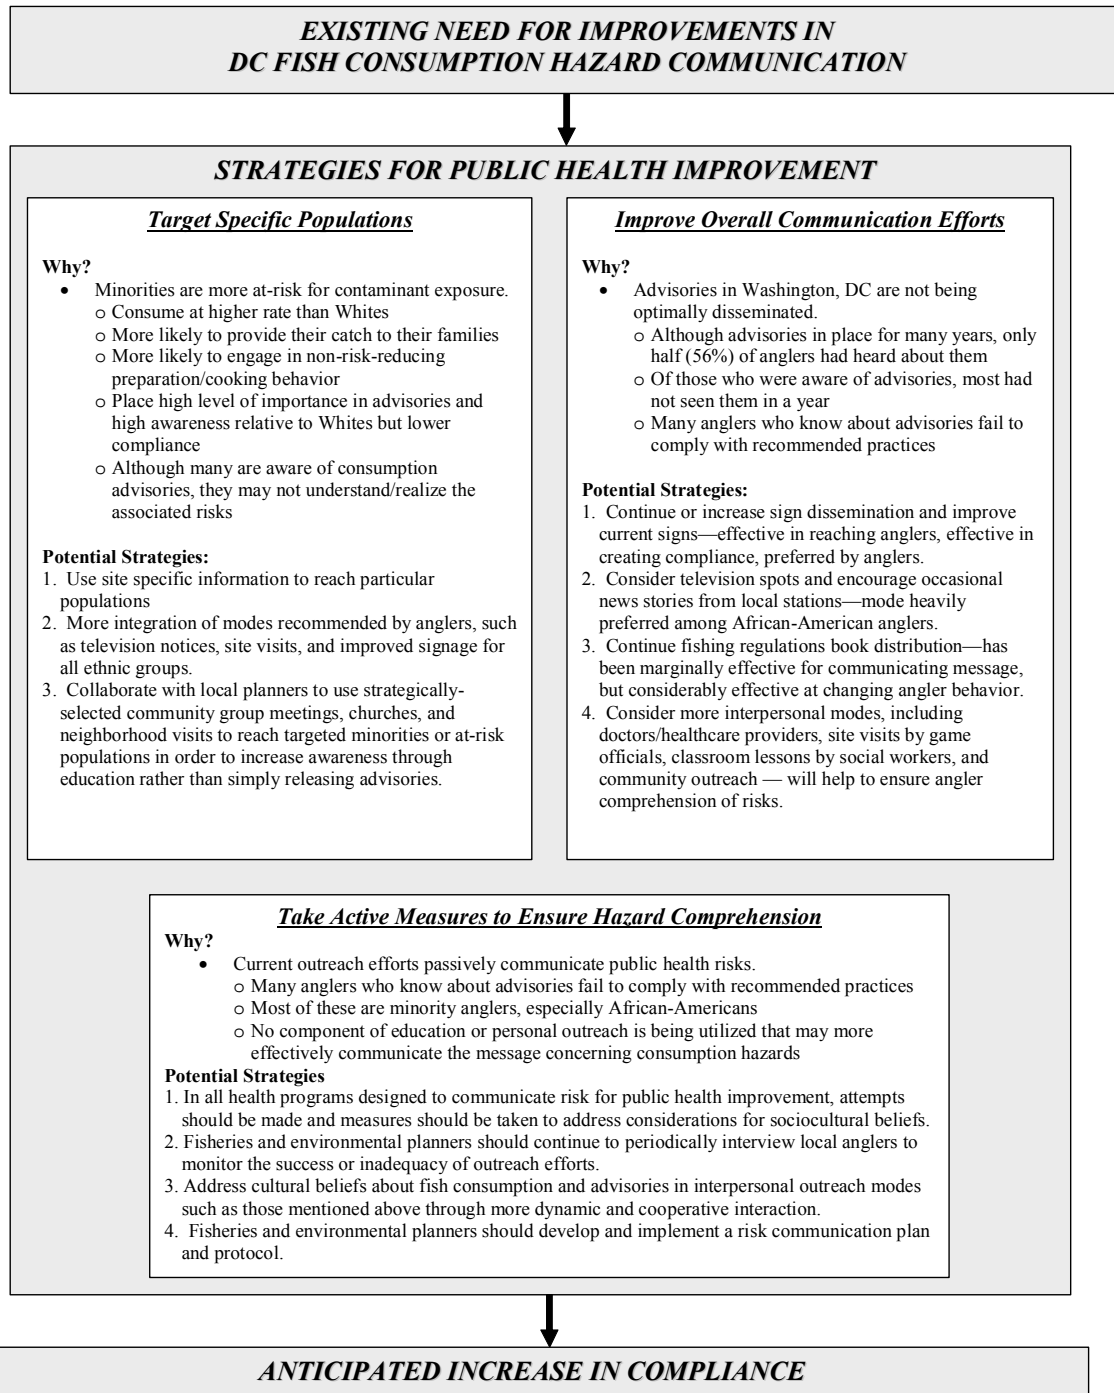 EXISTING NEED FOR IMPROVEMENTS IN
DC FISH CONSUMPTION HAZARD COMMUNICATION
STRATEGIES FOR PUBLIC HEALTH IMPROVEMENT
Target Specific Populations
Why?
• Minorities are more at-risk for contaminant exposure.
o Consume at higher rate than Whites
o More likely to provide their catch to their families
o More likely to engage in non-risk-reducing
preparation/cooking behavior
o Place high level of importance in advisories and
high awareness relative to Whites but lower
compliance
o Although many are aware of consumption
advisories, they may not understand/realize the
associated risks
Potential Strategies:
1. Use site specific information to reach particular
populations
2. More integration of modes recommended by anglers, such
as television notices, site visits, and improved signage for
all ethnic groups.
3. Collaborate with local planners to use strategically-
selected community group meetings, churches, and
neighborhood visits to reach targeted minorities or at-risk
populations in order to increase awareness through
education rather than simply releasing advisories.
Improve Overall Communication Efforts
Why?
• Advisories in Washington, DC are not being
optimally disseminated.
o Although advisories in place for many years, only
half (56%) of anglers had heard about them
o Of those who were aware of advisories, most had
not seen them in a year
o Many anglers who know about advisories fail to
comply with recommended practices
Potential Strategies:
1. Continue or increase sign dissemination and improve
current signs—effective in reaching anglers, effective in
creating compliance, preferred by anglers.
2. Consider television spots and encourage occasional
news stories from local stations—mode heavily
preferred among African-American anglers.
3. Continue fishing regulations book distribution—has
been marginally effective for communicating message,
but considerably effective at changing angler behavior.
4. Consider more interpersonal modes, including
doctors/healthcare providers, site visits by game
officials, classroom lessons by social workers, and
community outreach — will help to ensure angler
comprehension of risks.
Take Active Measures to Ensure Hazard Comprehension
Why?
• Current outreach efforts passively communicate public health risks.
o Many anglers who know about advisories fail to comply with recommended practices
o Most of these are minority anglers, especially African-Americans
o No component of education or personal outreach is being utilized that may more
effectively communicate the message concerning consumption hazards
Potential Strategies
1. In all health programs designed to communicate risk for public health improvement, attempts
should be made and measures should be taken to address considerations for sociocultural beliefs.
2. Fisheries and environmental planners should continue to periodically interview local anglers to
monitor the success or inadequacy of outreach efforts.
3. Address cultural beliefs about fish consumption and advisories in interpersonal outreach modes
such as those mentioned above through more dynamic and cooperative interaction.
4. Fisheries and environmental planners should develop and implement a risk communication plan
and protocol.
ANTICIPATED INCREASE IN COMPLIANCE